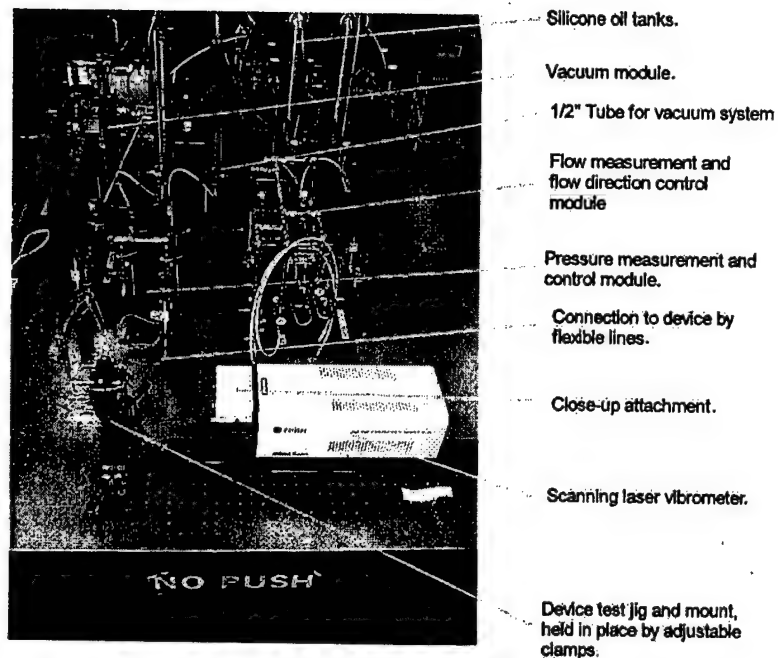 Silicone oil tanks.
Vacuum module.
1/2" Tube for vacuum system
Flow measurement and
flow direction control
module
Pressure measurement and
control module.
Connection to device by
flexible lines.
Close-up attachment.
Scanning laser vibrometer.
Device test jig and mount,
held in place by adjustable
clamps.
NO PUSH